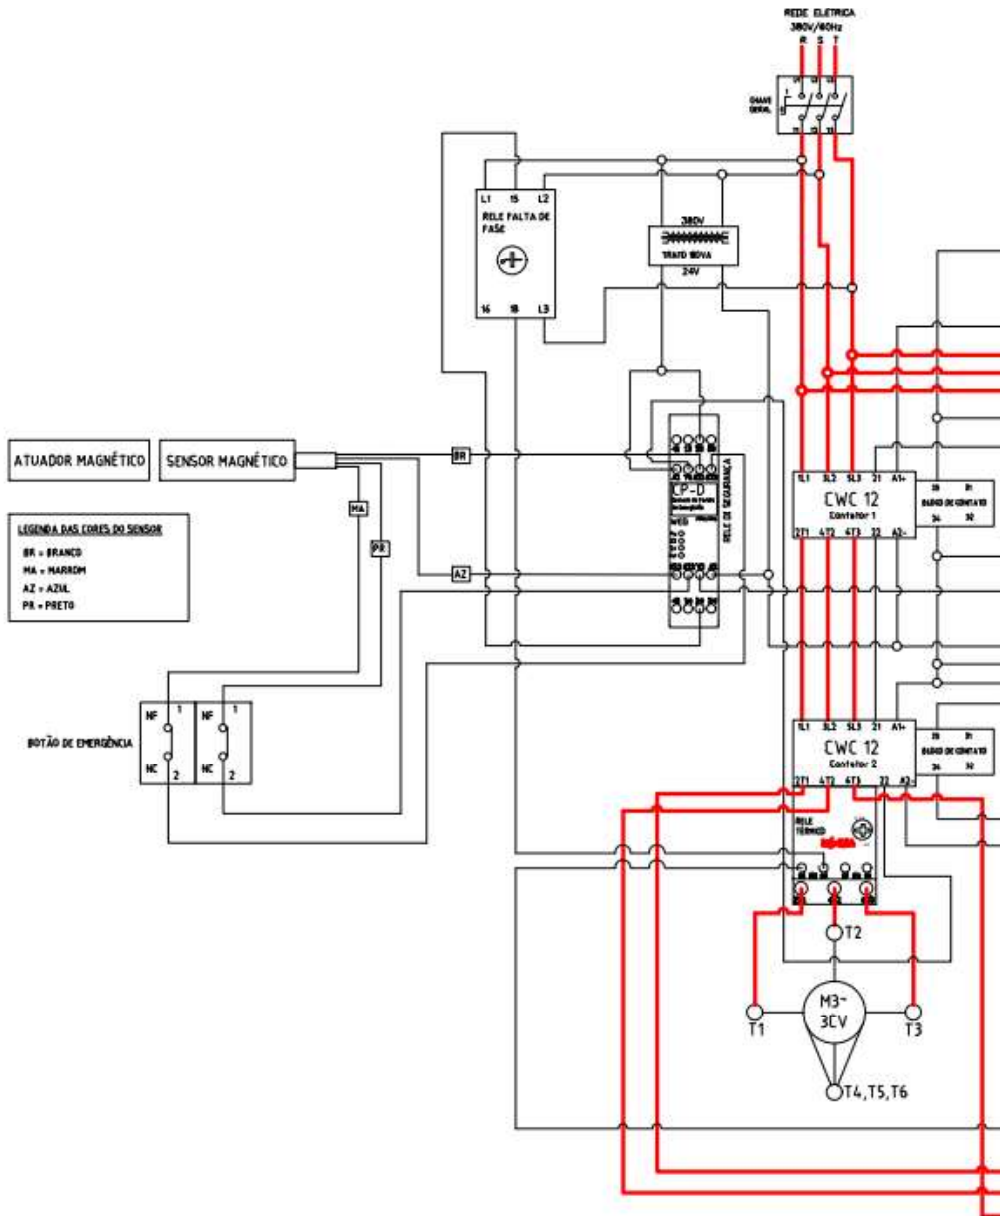 REDE ELETRICA
380V/60Hz
R S T
CHAVE
GERAL
L1 15 L2
RELE FALTA DE
FASE
16 18 L3
380V
TRAFO 150VA
24V
ATUADOR MAGNÉTICO
SENSOR MAGNÉTICO
BR
MA
PR
AZ
LEGENDA DAS CORES DO SENSOR
BR = BRANCO
MA = MARROM
AZ = AZUL
PR = PRETO
CP-D
WEG
RELE DE SEGURANÇA
1L1 3L2 5L3 21 A1+
CWC 12
Contator 1
2T1 4T2 6T3 22 A2-
BLOCO DE CONTATO
BOTÃO DE EMERGÊNCIA
NF 1
NC 2
NF 1
NC 2
1L1 3L2 5L3 21 A1+
CWC 12
Contator 2
2T1 4T2 6T3 22 A2-
BLOCO DE CONTATO
RELE
TÉRMICO
T2
M3~
3CV
T1
T3
T4,T5,T6